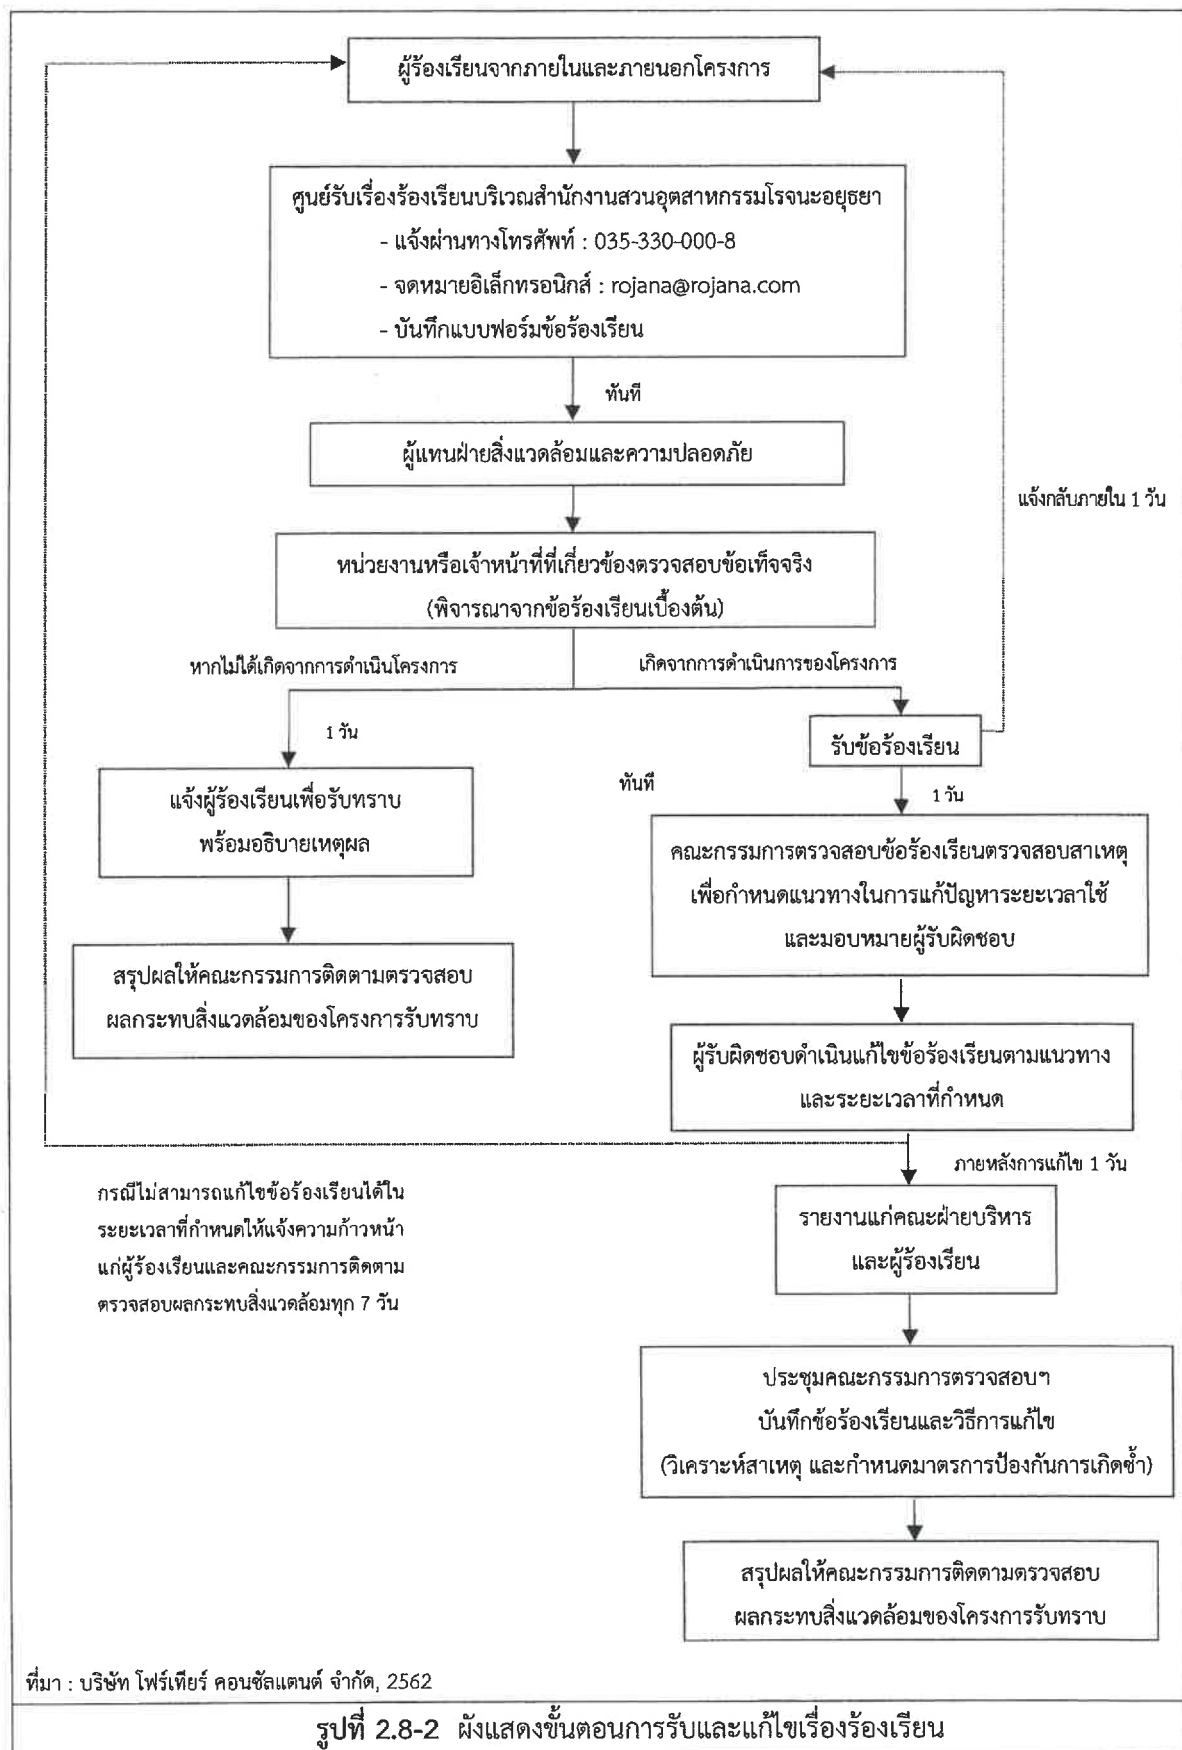 ผู้ร้องเรียนจากภายในและภายนอกโครงการ
ศูนย์รับเรื่องร้องเรียนบริเวณสำนักงานสวนอุตสาหกรรมโรจนะอยุธยา
- แจ้งผ่านทางโทรศัพท์ : 035-330-000-8
- จดหมายอิเล็กทรอนิกส์ : rojana@rojana.com
- บันทึกแบบฟอร์มข้อร้องเรียน
ทันที
ผู้แทนฝ่ายสิ่งแวดล้อมและความปลอดภัย
แจ้งกลับภายใน 1 วัน
หน่วยงานหรือเจ้าหน้าที่ที่เกี่ยวข้องตรวจสอบข้อเท็จจริง
(พิจารณาจากข้อร้องเรียนเบื้องต้น)
หากไม่ได้เกิดจากการดำเนินโครงการ
เกิดจากการดำเนินการของโครงการ
1 วัน
รับข้อร้องเรียน
แจ้งผู้ร้องเรียนเพื่อรับทราบ
พร้อมอธิบายเหตุผล
ทันที
1 วัน
คณะกรรมการตรวจสอบข้อร้องเรียนตรวจสอบสาเหตุ
เพื่อกำหนดแนวทางในการแก้ปัญหาระยะเวลาใช้
และมอบหมายผู้รับผิดชอบ
สรุปผลให้คณะกรรมการติดตามตรวจสอบ
ผลกระทบสิ่งแวดล้อมของโครงการรับทราบ
ผู้รับผิดชอบดำเนินแก้ไขข้อร้องเรียนตามแนวทาง
และระยะเวลาที่กำหนด
ภายหลังการแก้ไข 1 วัน
กรณีไม่สามารถแก้ไขข้อร้องเรียนได้ใน
ระยะเวลาที่กำหนดให้แจ้งความก้าวหน้า
แก่ผู้ร้องเรียนและคณะกรรมการติดตาม
ตรวจสอบผลกระทบสิ่งแวดล้อมทุก 7 วัน
รายงานแก่คณะฝ่ายบริหาร
และผู้ร้องเรียน
ประชุมคณะกรรมการตรวจสอบฯ
บันทึกข้อร้องเรียนและวิธีการแก้ไข
(วิเคราะห์สาเหตุ และกำหนดมาตรการป้องกันการเกิดซ้ำ)
สรุปผลให้คณะกรรมการติดตามตรวจสอบ
ผลกระทบสิ่งแวดล้อมของโครงการรับทราบ
ที่มา : บริษัท โฟร์เทียร์ คอนซัลแตนต์ จำกัด, 2562
รูปที่ 2.8-2 ผังแสดงขั้นตอนการรับและแก้ไขเรื่องร้องเรียน